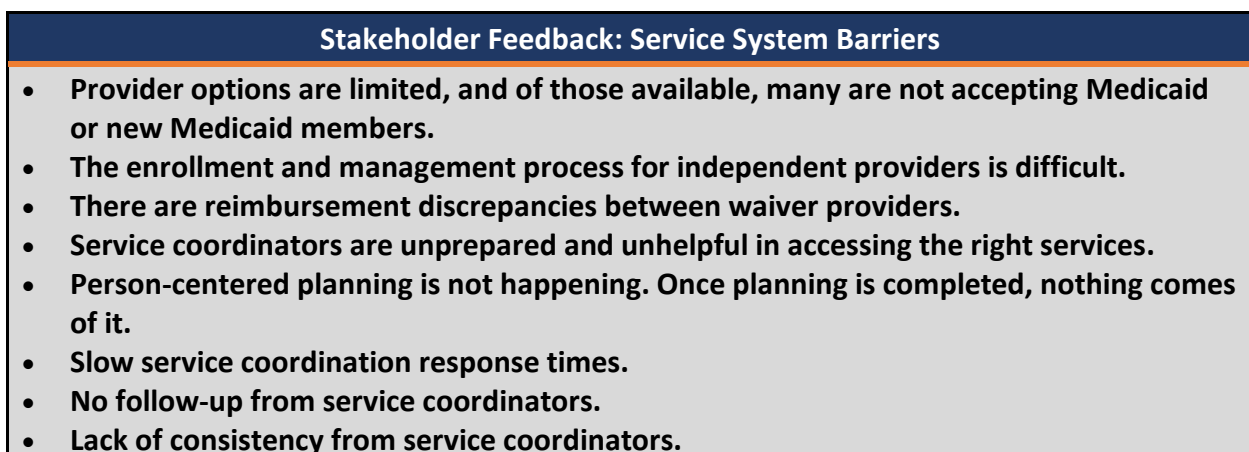 Stakeholder Feedback: Service System Barriers
• Provider options are limited, and of those available, many are not accepting Medicaid
or new Medicaid members.
• The enrollment and management process for independent providers is difficult.
• There are reimbursement discrepancies between waiver providers.
• Service coordinators are unprepared and unhelpful in accessing the right services.
• Person-centered planning is not happening. Once planning is completed, nothing comes
of it.
• Slow service coordination response times.
• No follow-up from service coordinators.
• Lack of consistency from service coordinators.